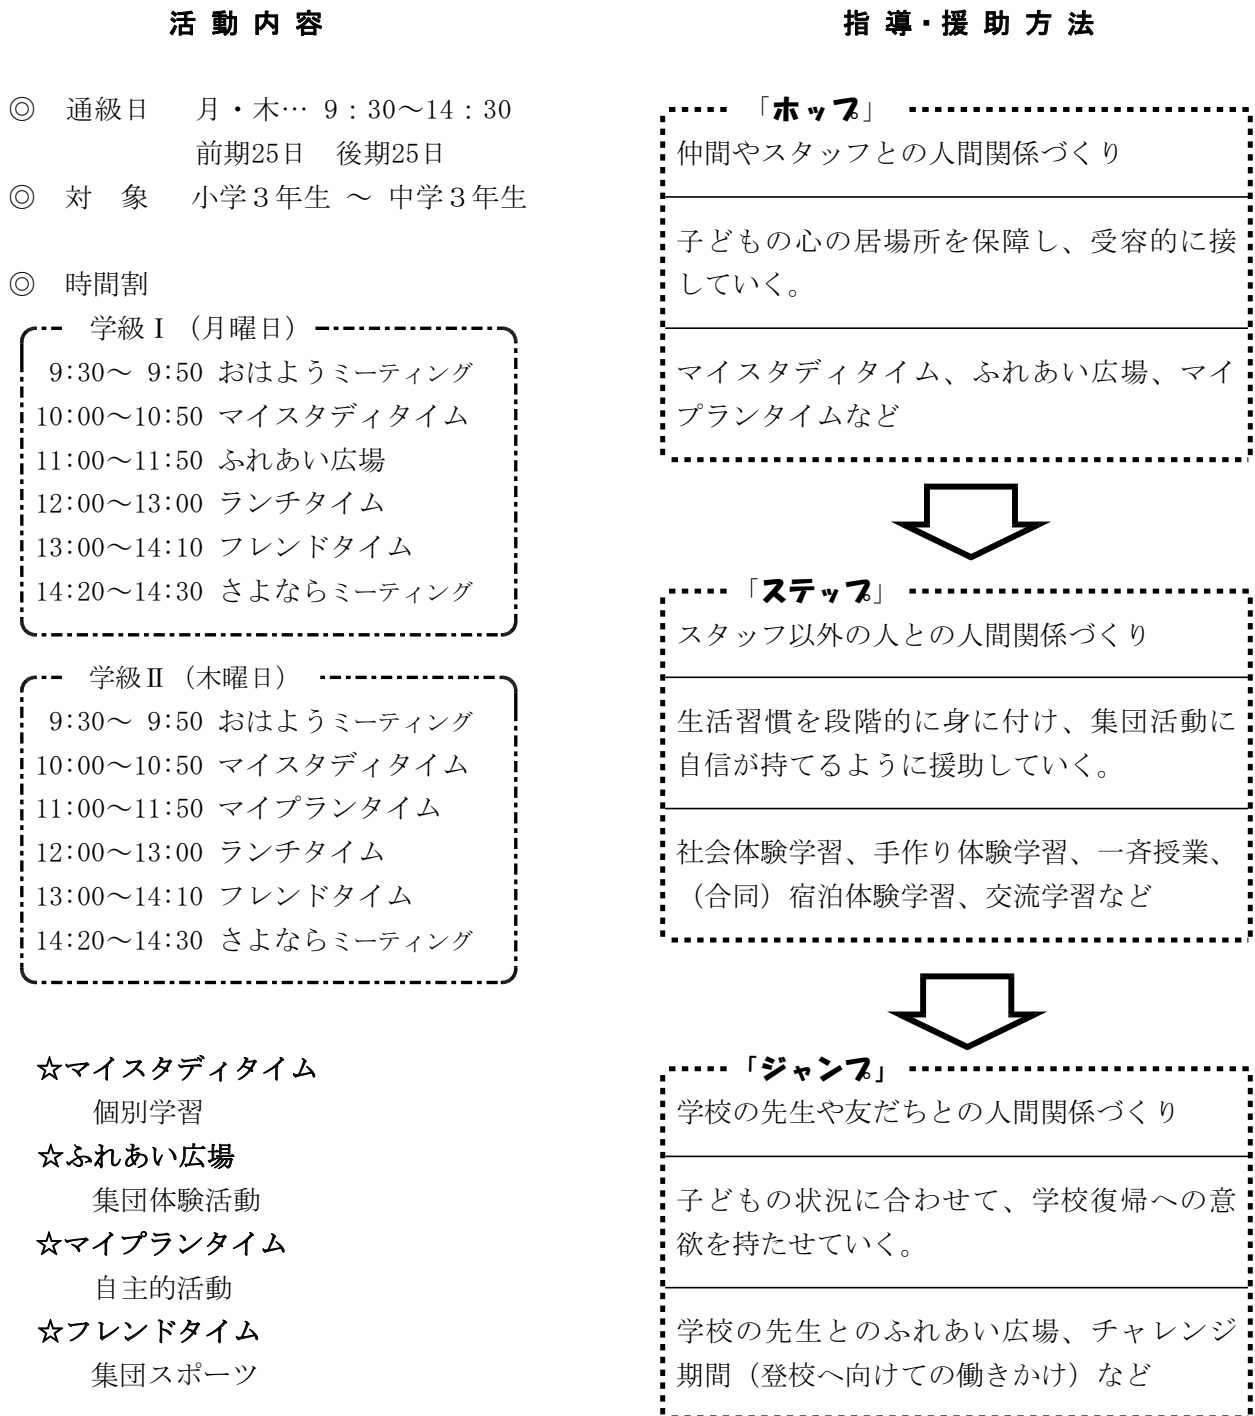 活動内容
◎ 通級日 月・木… 9:30～14:30
前期25日 後期25日
◎ 対 象 小学３年生 ～ 中学３年生
◎ 時間割
学級Ⅰ（月曜日）
9:30～ 9:50 おはようミーティング
10:00～10:50 マイスタディタイム
11:00～11:50 ふれあい広場
12:00～13:00 ランチタイム
13:00～14:10 フレンドタイム
14:20～14:30 さよならミーティング
学級Ⅱ（木曜日）
9:30～ 9:50 おはようミーティング
10:00～10:50 マイスタディタイム
11:00～11:50 マイプランタイム
12:00～13:00 ランチタイム
13:00～14:10 フレンドタイム
14:20～14:30 さよならミーティング
☆マイスタディタイム
個別学習
☆ふれあい広場
集団体験活動
☆マイプランタイム
自主的活動
☆フレンドタイム
集団スポーツ
指導・援助方法
「ホップ」
仲間やスタッフとの人間関係づくり
子どもの心の居場所を保障し、受容的に接
していく。
マイスタディタイム、ふれあい広場、マイ
プランタイムなど
「ステップ」
スタッフ以外の人との人間関係づくり
生活習慣を段階的に身に付け、集団活動に
自信が持てるように援助していく。
社会体験学習、手作り体験学習、一斉授業、
（合同）宿泊体験学習、交流学習など
「ジャンプ」
学校の先生や友だちとの人間関係づくり
子どもの状況に合わせて、学校復帰への意
欲を持たせていく。
学校の先生とのふれあい広場、チャレンジ
期間（登校へ向けての働きかけ）など